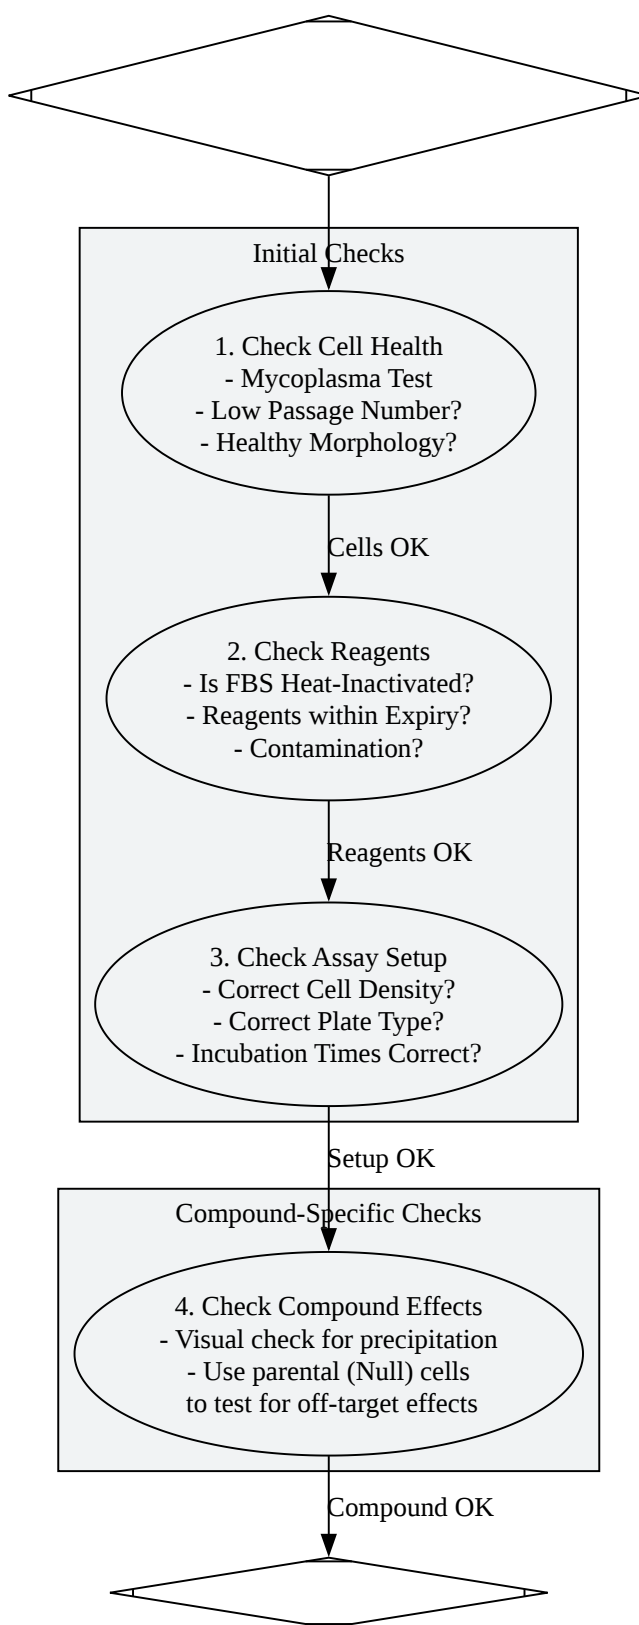 Initial Checks
1. Check Cell Health
- Mycoplasma Test
- Low Passage Number?
- Healthy Morphology?
Cells OK
2. Check Reagents
- Is FBS Heat-Inactivated?
- Reagents within Expiry?
- Contamination?
Reagents OK
3. Check Assay Setup
- Correct Cell Density?
- Correct Plate Type?
- Incubation Times Correct?
Setup OK
Compound-Specific Checks
4. Check Compound Effects
- Visual check for precipitation
- Use parental (Null) cells
to test for off-target effects
Compound OK